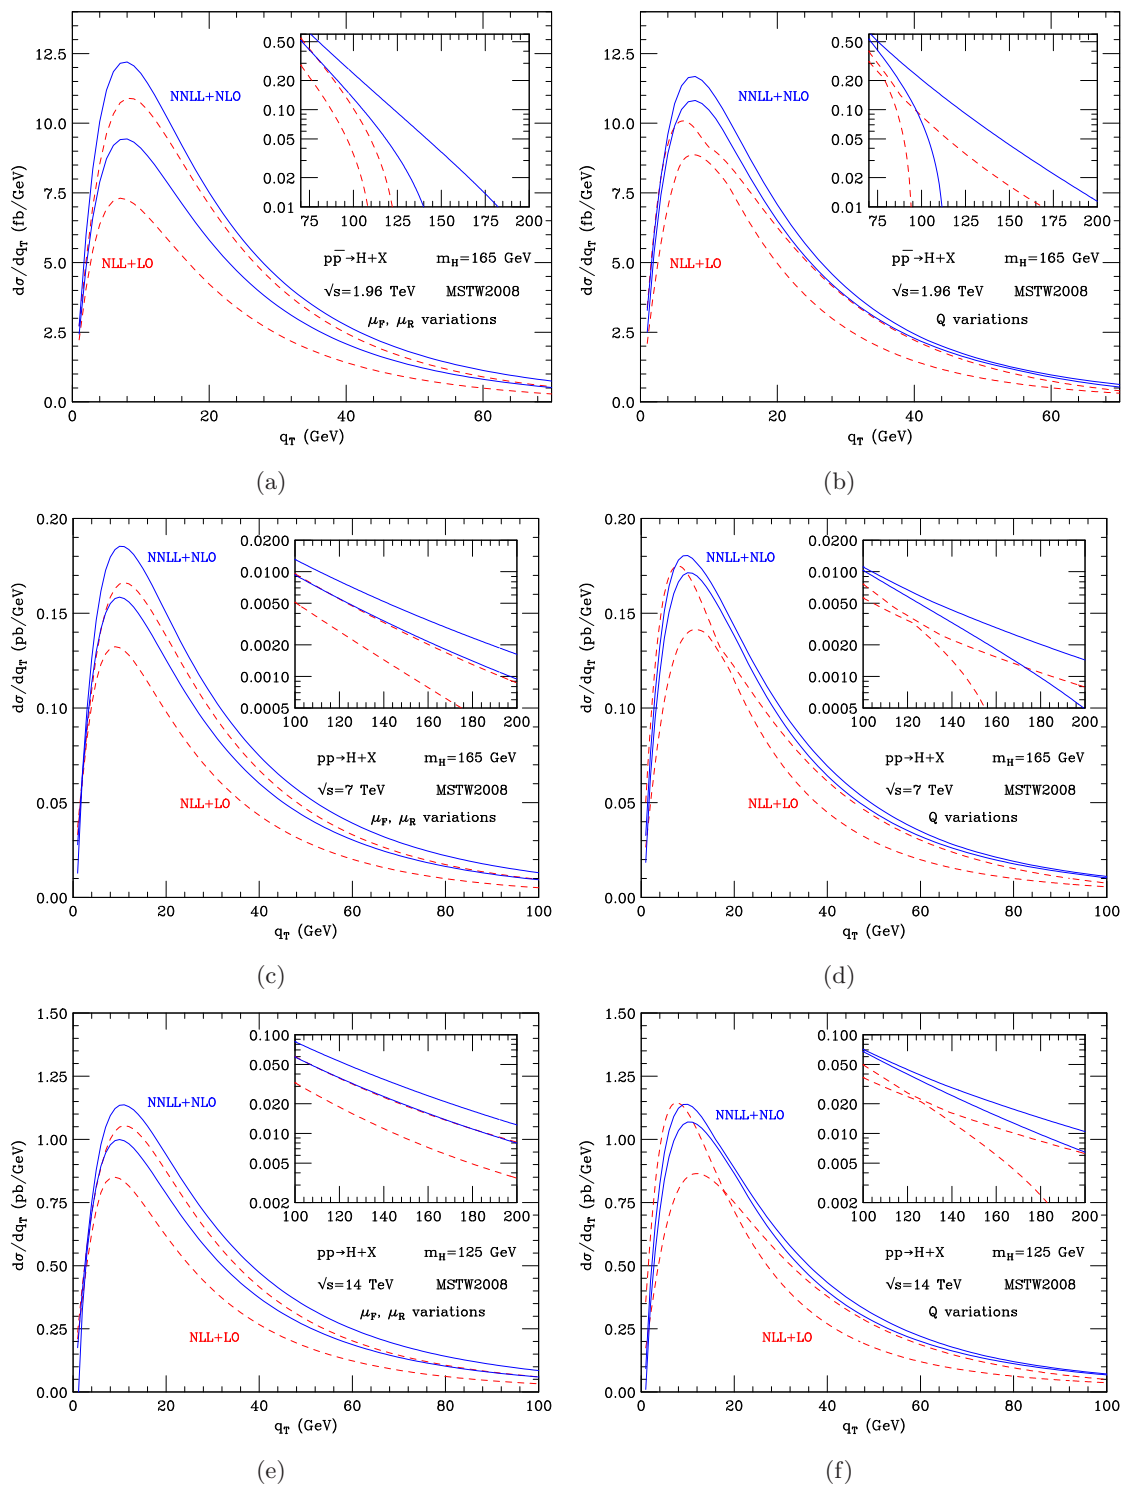 12.5
10.0
7.5
5.0
2.5
0.0
0
20
40
60
dσ/dq_T (fb/GeV)
q_T (GeV)
NNLL+NLO
NLL+LO
0.50
0.20
0.10
0.05
0.01
75
100
125
150
175
200
pp̅→H+X m_H=165 GeV
√s=1.96 TeV MSTW2008
μ_F, μ_R variations
(a)
12.5
10.0
7.5
5.0
2.5
0.0
0
20
40
60
dσ/dq_T (fb/GeV)
q_T (GeV)
NNLL+NLO
NLL+LO
0.50
0.20
0.10
0.05
0.01
75
100
125
150
175
200
pp̅→H+X m_H=165 GeV
√s=1.96 TeV MSTW2008
Q variations
(b)
0.20
0.15
0.10
0.05
0.00
0
20
40
60
80
100
dσ/dq_T (pb/GeV)
q_T (GeV)
NNLL+NLO
NLL+LO
0.0200
0.0100
0.0050
0.0020
0.0010
0.0005
100
120
140
160
180
200
pp→H+X m_H=165 GeV
√s=7 TeV MSTW2008
μ_F, μ_R variations
(c)
0.20
0.15
0.10
0.05
0.00
0
20
40
60
80
100
dσ/dq_T (pb/GeV)
q_T (GeV)
NNLL+NLO
NLL+LO
0.0200
0.0100
0.0050
0.0020
0.0010
0.0005
100
120
140
160
180
200
pp→H+X m_H=165 GeV
√s=7 TeV MSTW2008
Q variations
(d)
1.50
1.25
1.00
0.75
0.50
0.25
0.00
0
20
40
60
80
100
dσ/dq_T (pb/GeV)
q_T (GeV)
NNLL+NLO
NLL+LO
0.100
0.050
0.020
0.010
0.005
0.002
100
120
140
160
180
200
pp→H+X m_H=125 GeV
√s=14 TeV MSTW2008
μ_F, μ_R variations
(e)
1.50
1.25
1.00
0.75
0.50
0.25
0.00
0
20
40
60
80
100
dσ/dq_T (pb/GeV)
q_T (GeV)
NNLL+NLO
NLL+LO
0.100
0.050
0.020
0.010
0.005
0.002
100
120
140
160
180
200
pp→H+X m_H=125 GeV
√s=14 TeV MSTW2008
Q variations
(f)